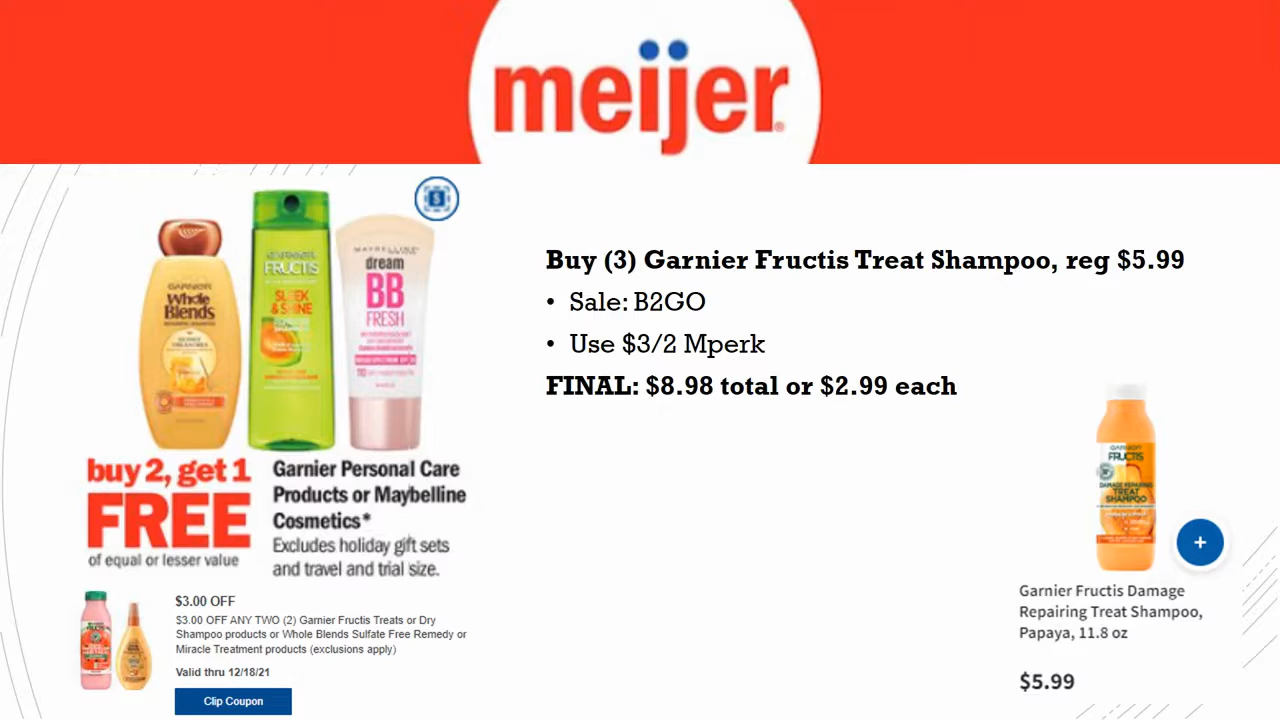 meijer
Buy (3) Garnier Fructis Treat Shampoo, reg $5.99
• Sale: B2GO
• Use $3/2 Mperk
FINAL: $8.98 total or $2.99 each
GARNIER
Whole
Blends
GARNIER
FRUCTIS
SLEEK
& SHINE
MAYBELLINE
dream
BB
FRESH
buy 2, get 1
FREE
of equal or lesser value
Garnier Personal Care
Products or Maybelline
Cosmetics*
Excludes holiday gift sets
and travel and trial size.
$3.00 OFF
$3.00 OFF ANY TWO (2) Garnier Fructis Treats or Dry
Shampoo products or Whole Blends Sulfate Free Remedy or
Miracle Treatment products (exclusions apply)
Valid thru 12/18/21
Clip Coupon
GARNIER
FRUCTIS
DAMAGE REPAIRING
TREAT
SHAMPOO
+
Garnier Fructis Damage
Repairing Treat Shampoo,
Papaya, 11.8 oz
$5.99